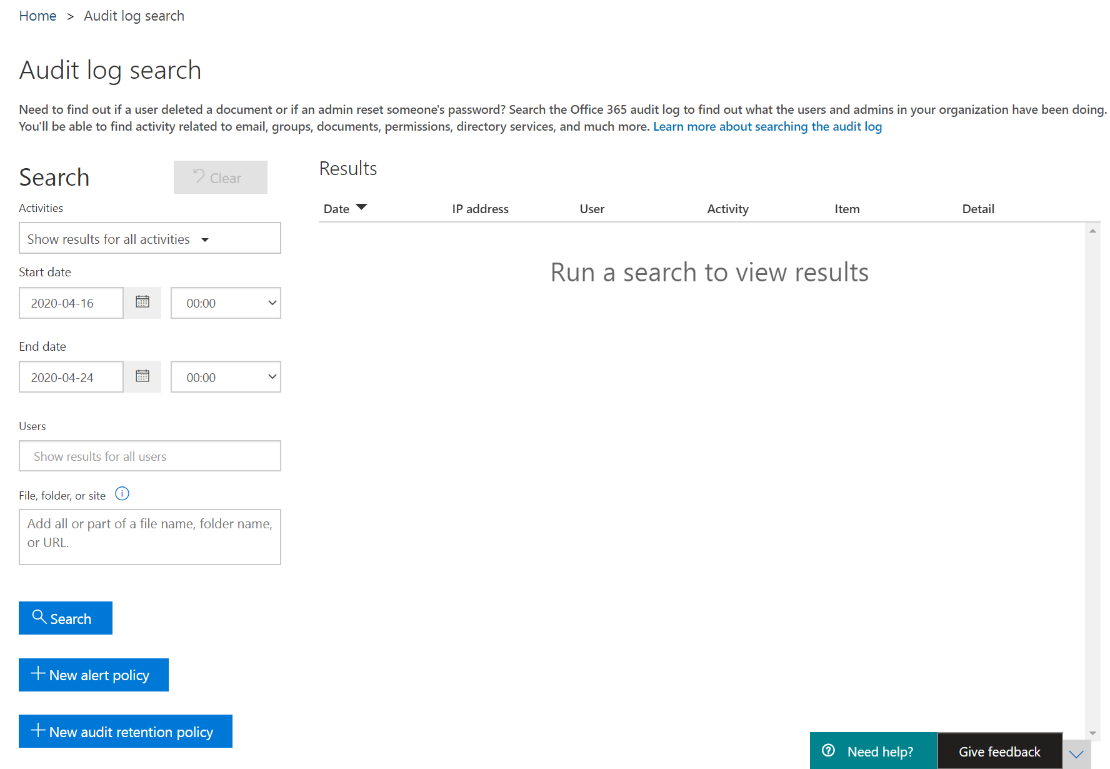 Home > Audit log search
Audit log search
Need to find out if a user deleted a document or if an admin reset someone's password? Search the Office 365 audit log to find out what the users and admins in your organization have been doing.
You'll be able to find activity related to email, groups, documents, permissions, directory services, and much more. Learn more about searching the audit log
Search
Clear
Activities
Show results for all activities
Start date
2020-04-16
00:00
End date
2020-04-24
00:00
Users
Show results for all users
File, folder, or site
Add all or part of a file name, folder name,
or URL.
Search
New alert policy
New audit retention policy
Results
Date
IP address
User
Activity
Item
Detail
Run a search to view results
Need help?
Give feedback